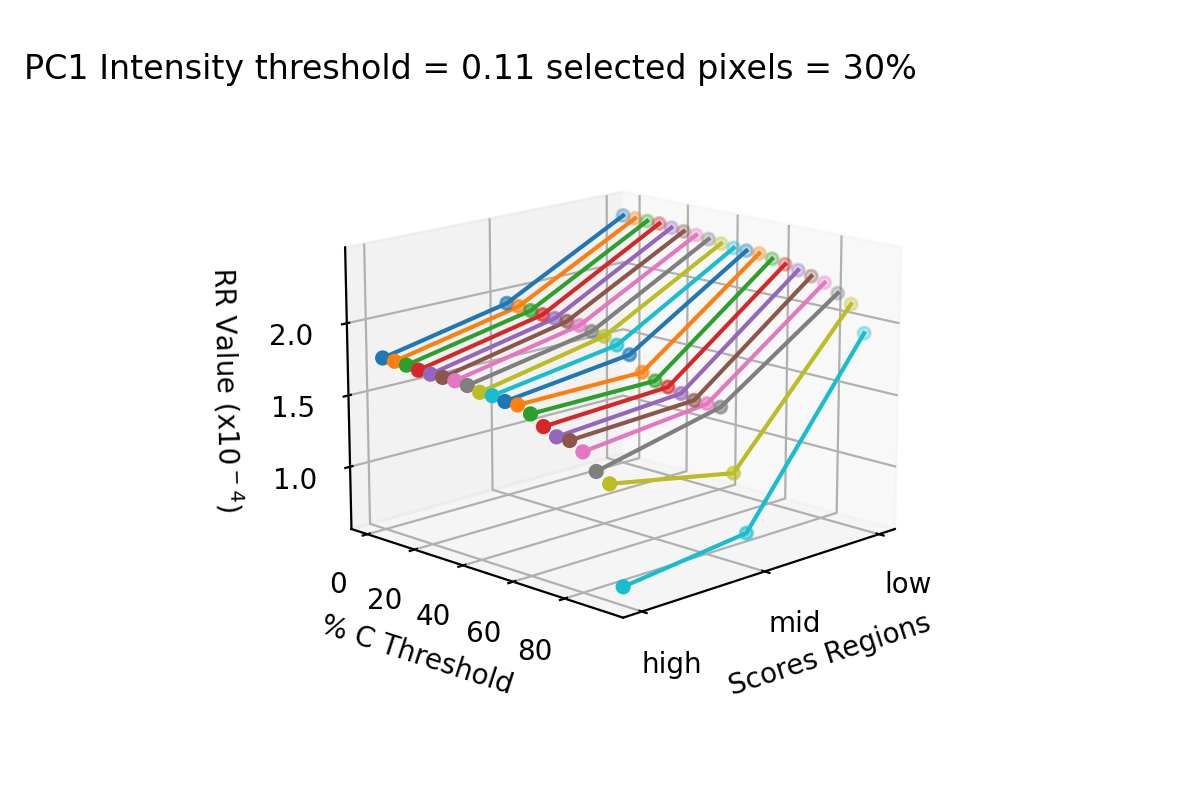 PC1 Intensity threshold = 0.11 selected pixels = 30%
RR Value (x10⁻⁴)
2.0
1.5
1.0
0
20
40
60
80
% C Threshold
high
mid
low
Scores Regions